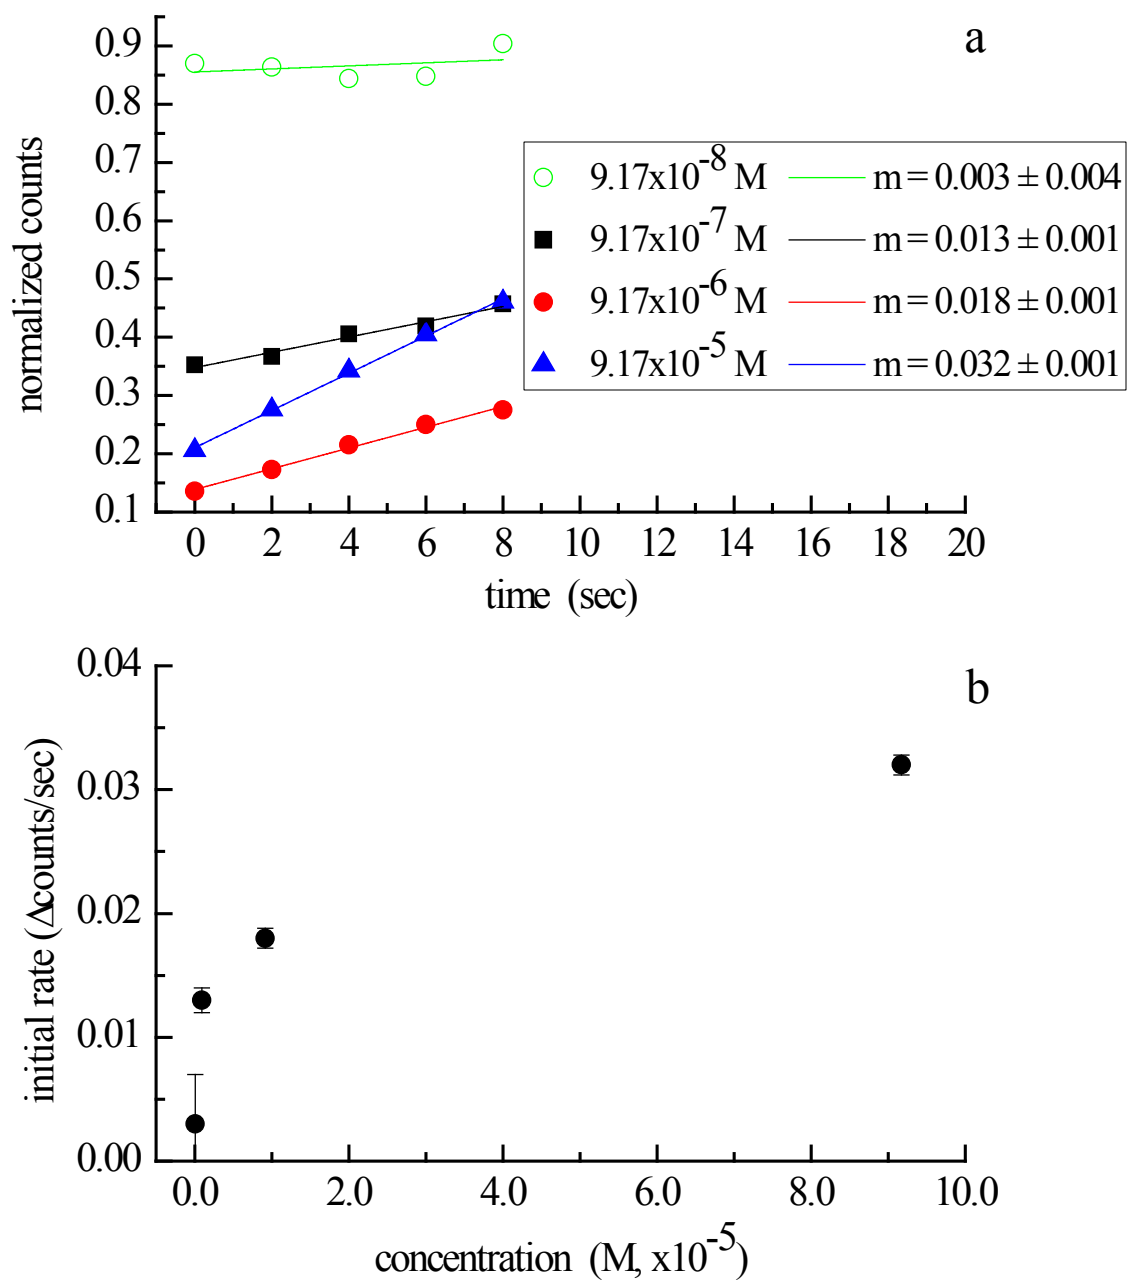 a
normalized counts
0.9
0.8
0.7
0.6
0.5
0.4
0.3
0.2
0.1
9.17x10⁻⁸ M m = 0.003 ± 0.004
9.17x10⁻⁷ M m = 0.013 ± 0.001
9.17x10⁻⁶ M m = 0.018 ± 0.001
9.17x10⁻⁵ M m = 0.032 ± 0.001
0 2 4 6 8 10 12 14 16 18 20
time (sec)
b
initial rate (Δcounts/sec)
0.04
0.03
0.02
0.01
0.00
0.0 2.0 4.0 6.0 8.0 10.0
concentration (M, x10⁻⁵)